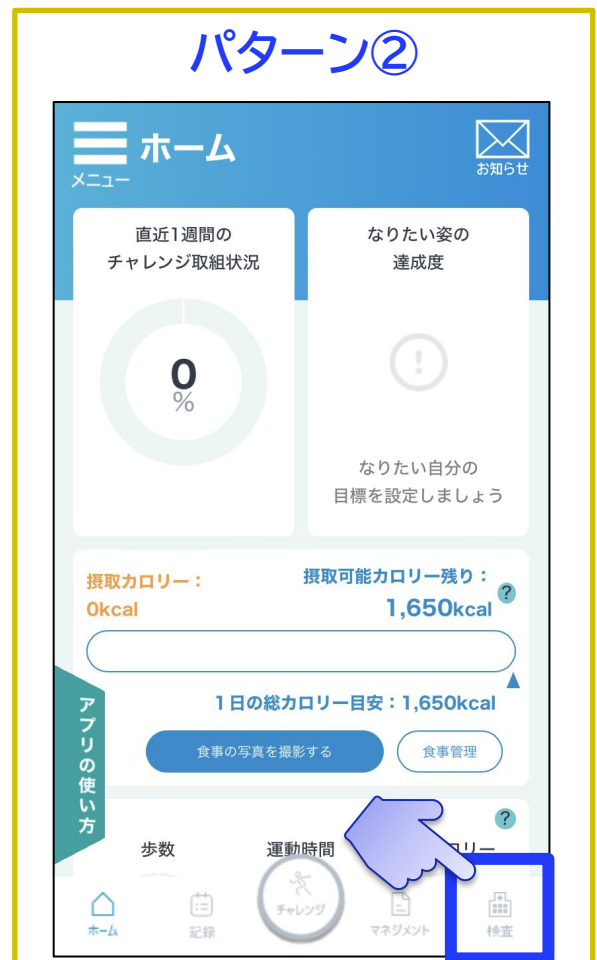 パターン②
ホーム
メニュー
お知らせ
直近1週間の
チャレンジ取組状況
0
%
なりたい姿の
達成度
!
なりたい自分の
目標を設定しましょう
摂取カロリー:
0kcal
摂取可能カロリー残り:
1,650kcal
?
1日の総カロリー目安:1,650kcal
食事の写真を撮影する
食事管理
アプリの使い方
?
歩数
運動時間
ロリー
ホーム
記録
チャレンジ
マネジメント
検査